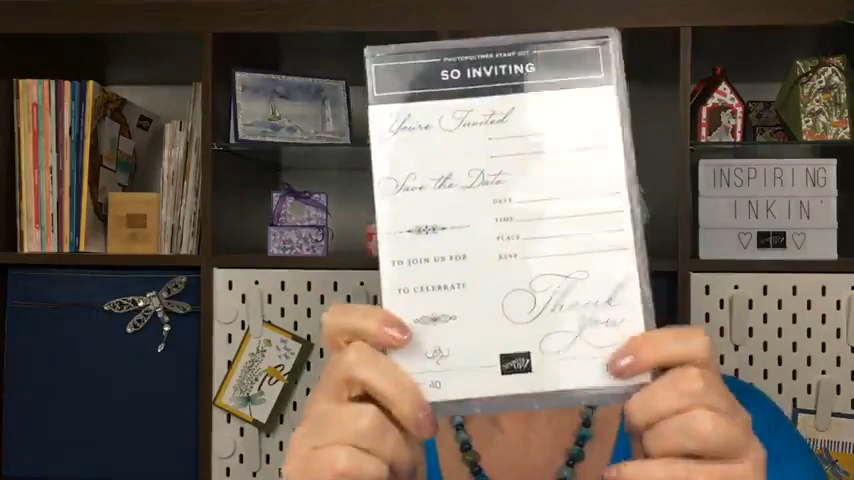 PHOTOPOLYMER STAMP SET
SO INVITING
You're Invited
Save the Date
DATE
TIME
PLACE
RSVP
TO JOIN US FOR
TO CELEBRATE
Thank
You
10
INSPIRING
INKIN'